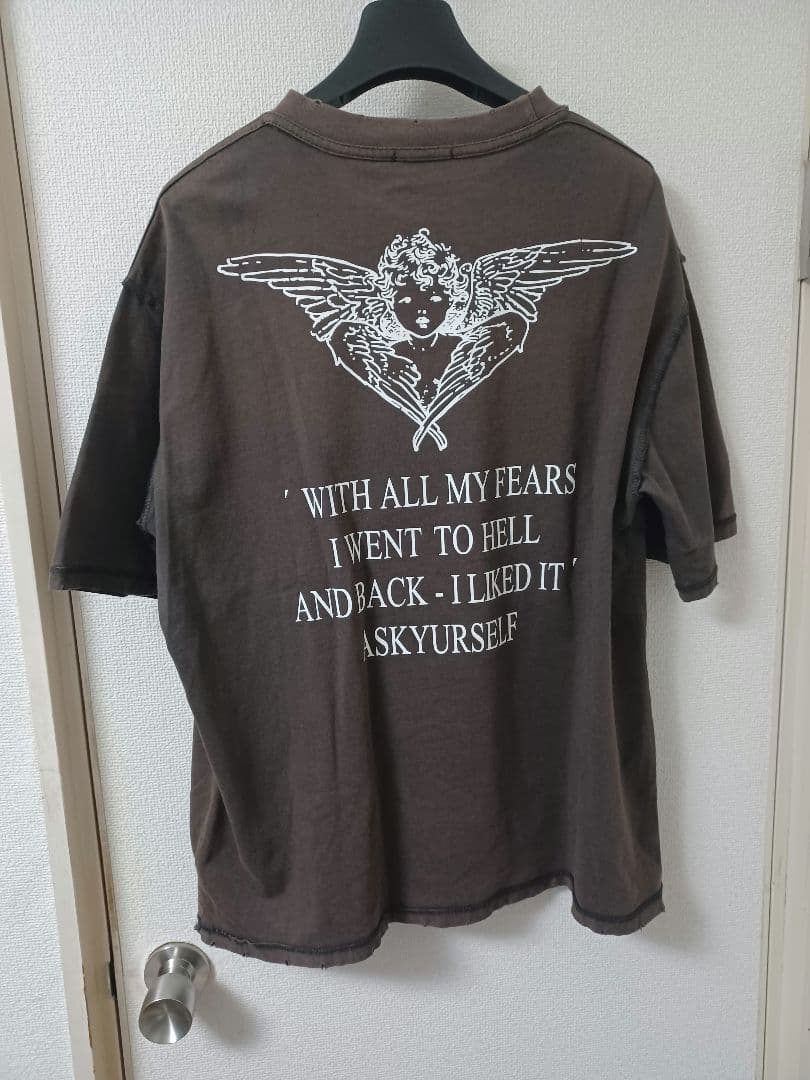 ' WITH ALL MY FEARS
I WENT TO HELL
AND BACK - I LIKED IT '
ASKYURSELF